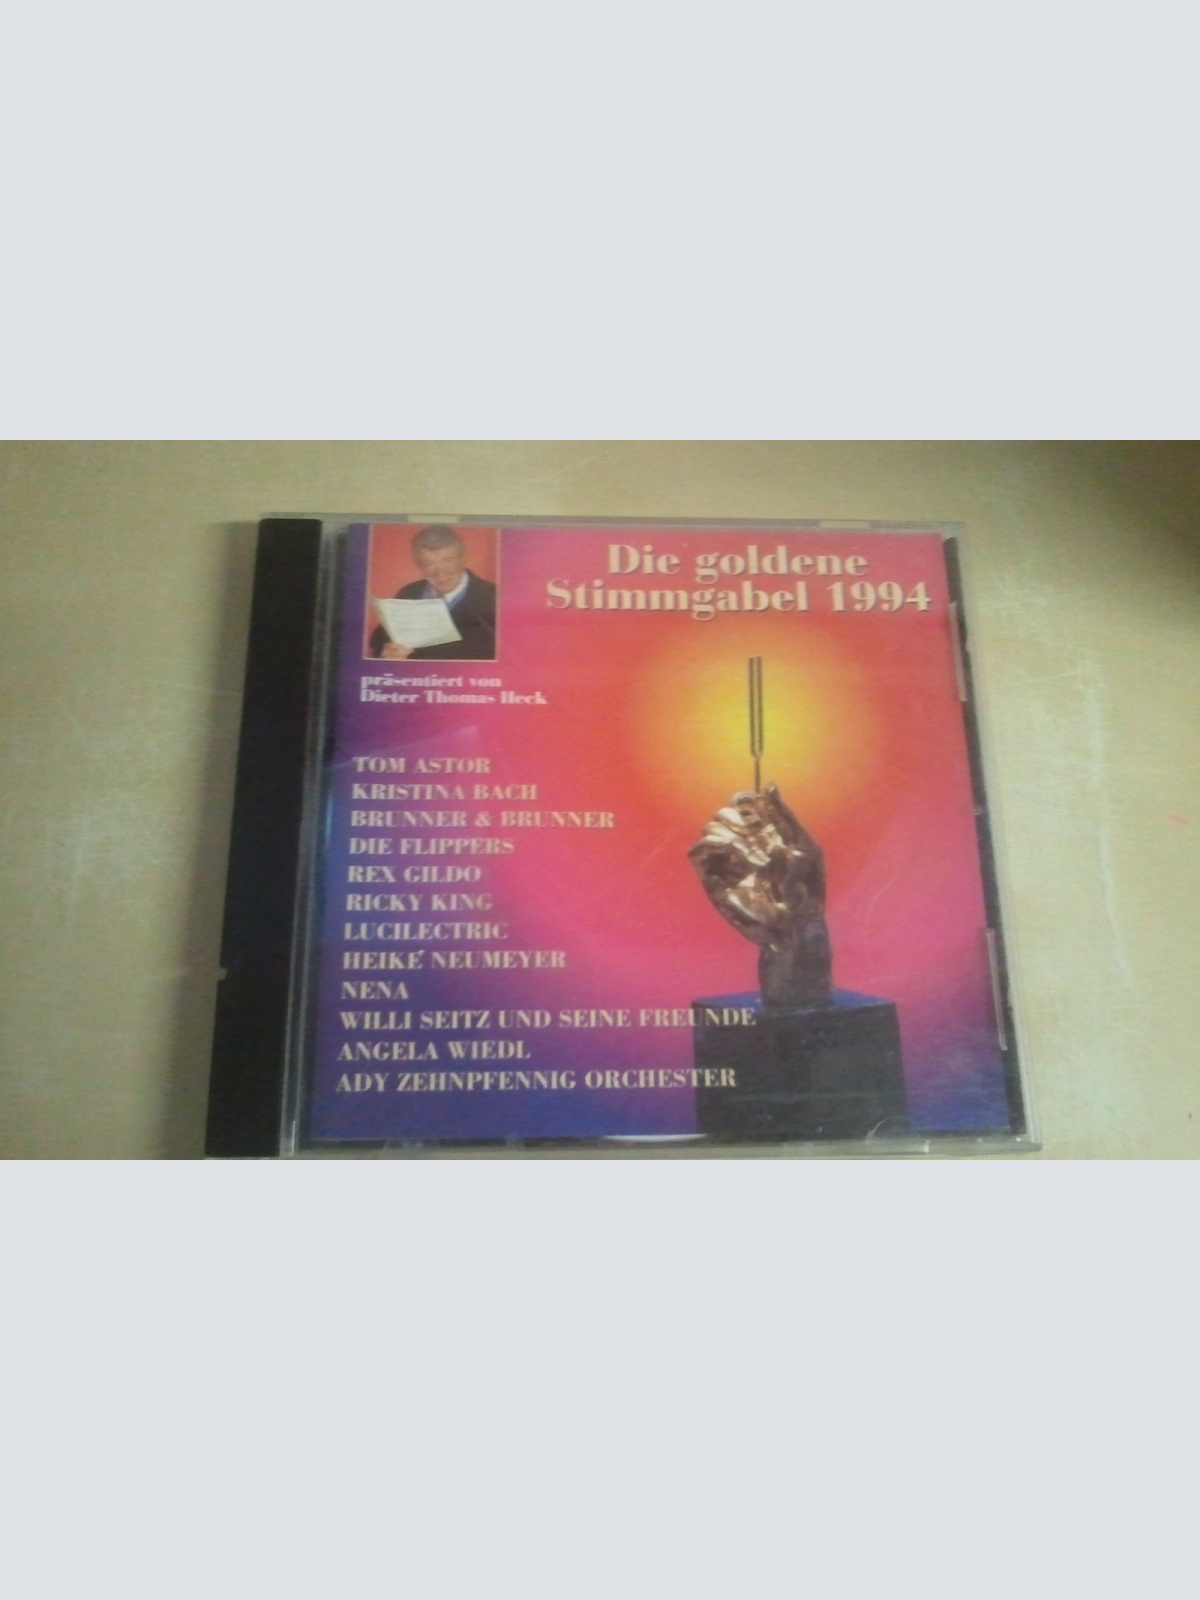 Die goldene
Stimmgabel 1994
präsentiert von
Dieter Thomas Heck
TOM ASTOR
KRISTINA BACH
BRUNNER & BRUNNER
DIE FLIPPERS
REX GILDO
RICKY KING
LUCILECTRIC
HEIKE NEUMEYER
NENA
WILLI SEITZ UND SEINE FREUNDE
ANGELA WIEDL
ADY ZEHNPFENNIG ORCHESTER